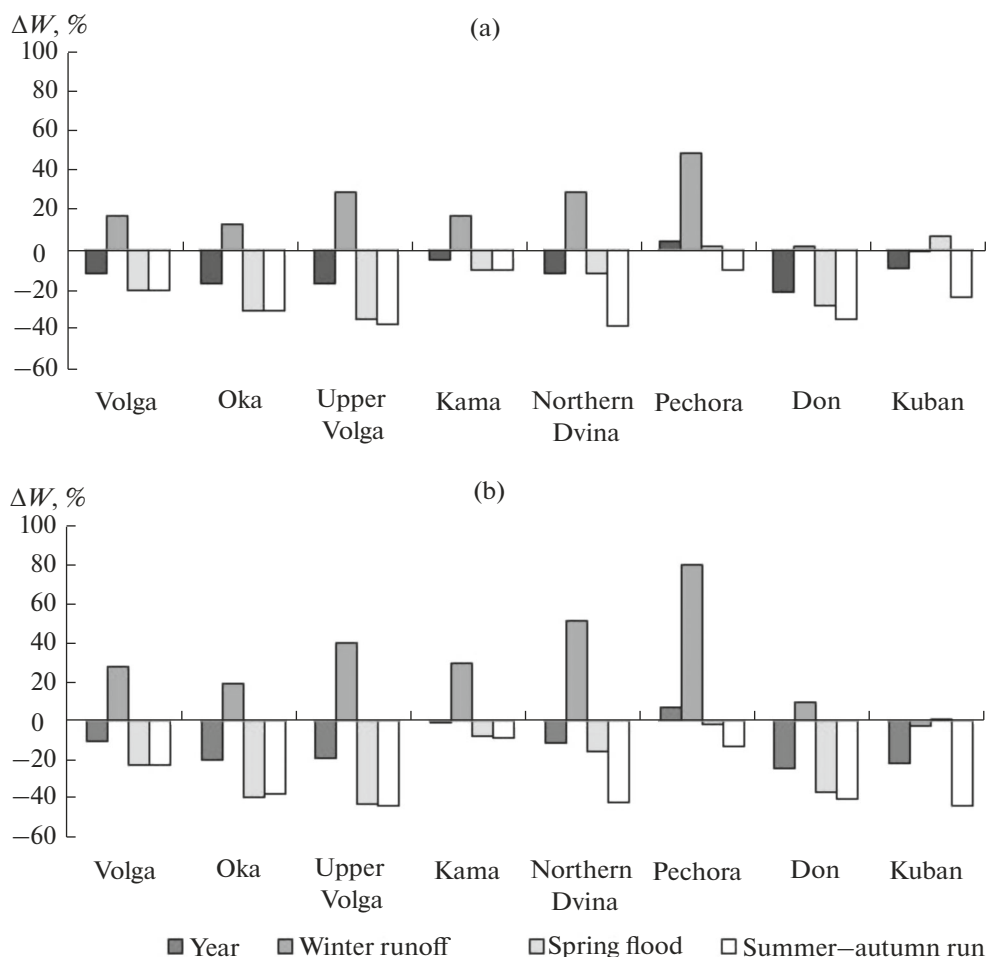 (a)
ΔW, %
100
80
60
40
20
0
−20
−40
−60
Volga Oka Upper Volga Kama Northern Dvina Pechora Don Kuban
(b)
ΔW, %
100
80
60
40
20
0
−20
−40
−60
Volga Oka Upper Volga Kama Northern Dvina Pechora Don Kuban
Year Winter runoff Spring flood Summer–autumn run